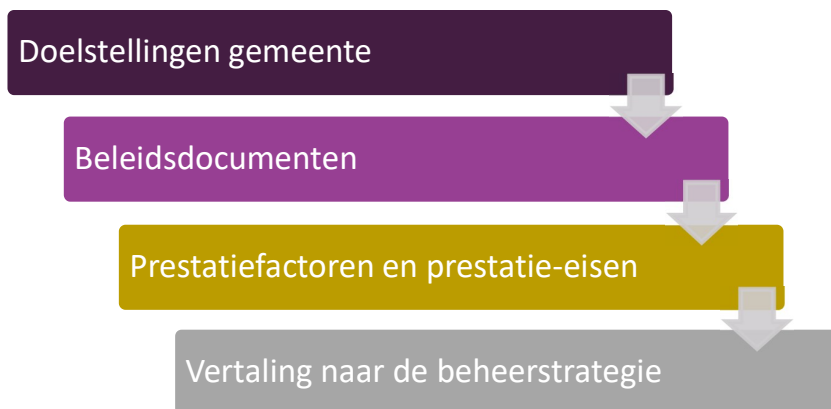 Doelstellingen gemeente
Beleidsdocumenten
Prestatiefactoren en prestatie-eisen
Vertaling naar de beheerstrategie